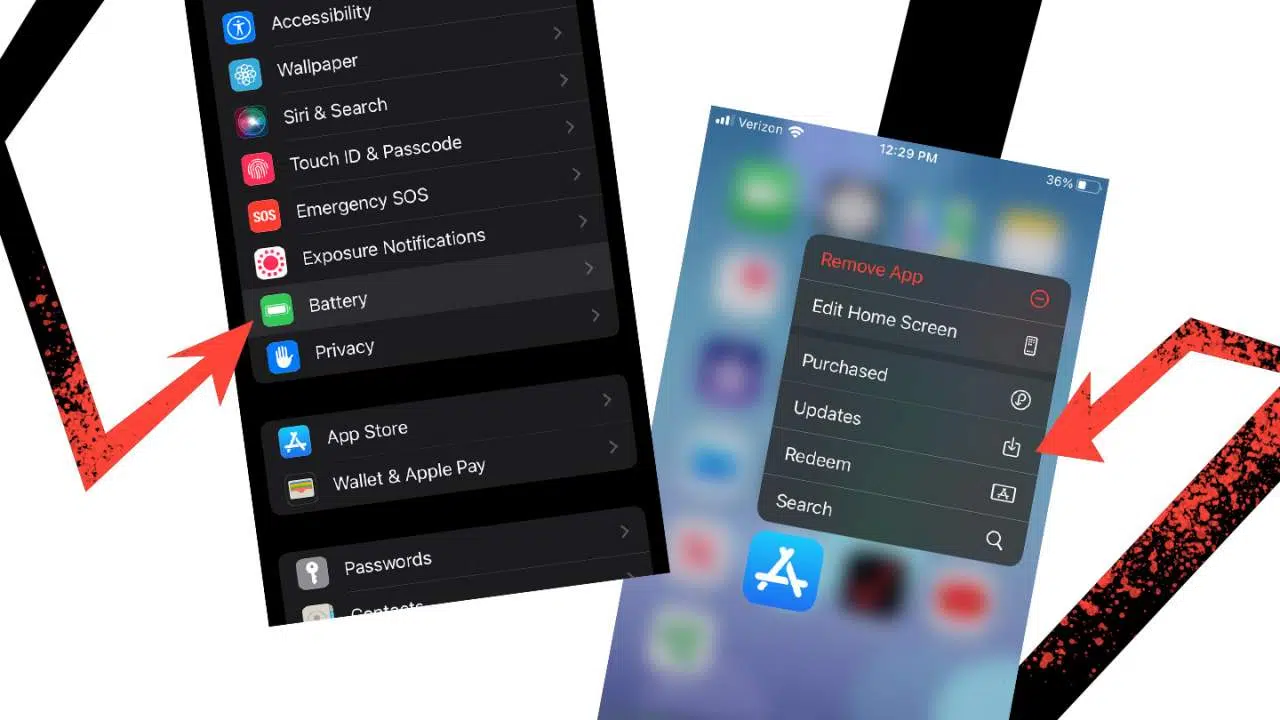 Accessibility
Wallpaper
Siri & Search
Touch ID & Passcode
SOS
Emergency SOS
Exposure Notifications
Battery
Privacy
App Store
Wallet & Apple Pay
Passwords
Contacts
Verizon
12:29 PM
36%
Remove App
Edit Home Screen
Purchased
Updates
Redeem
Search